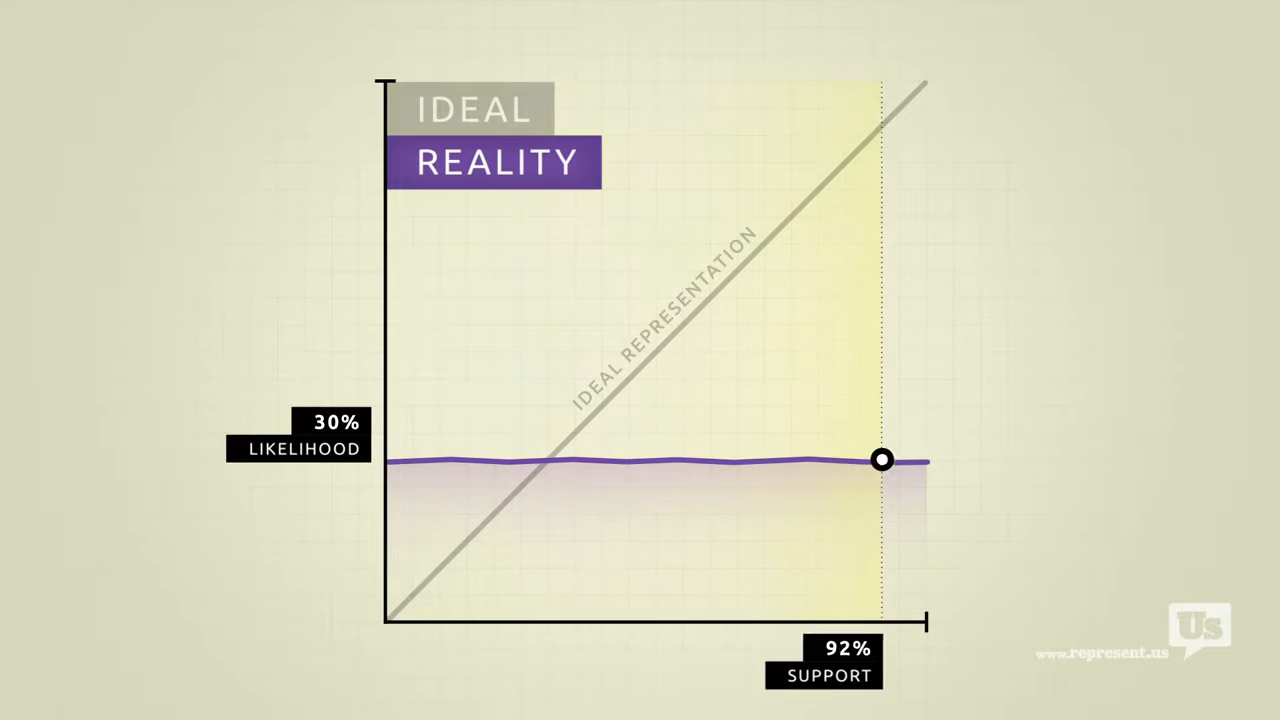 IDEAL
REALITY
IDEAL REPRESENTATION
30%
LIKELIHOOD
92%
SUPPORT
Us
www.represent.us